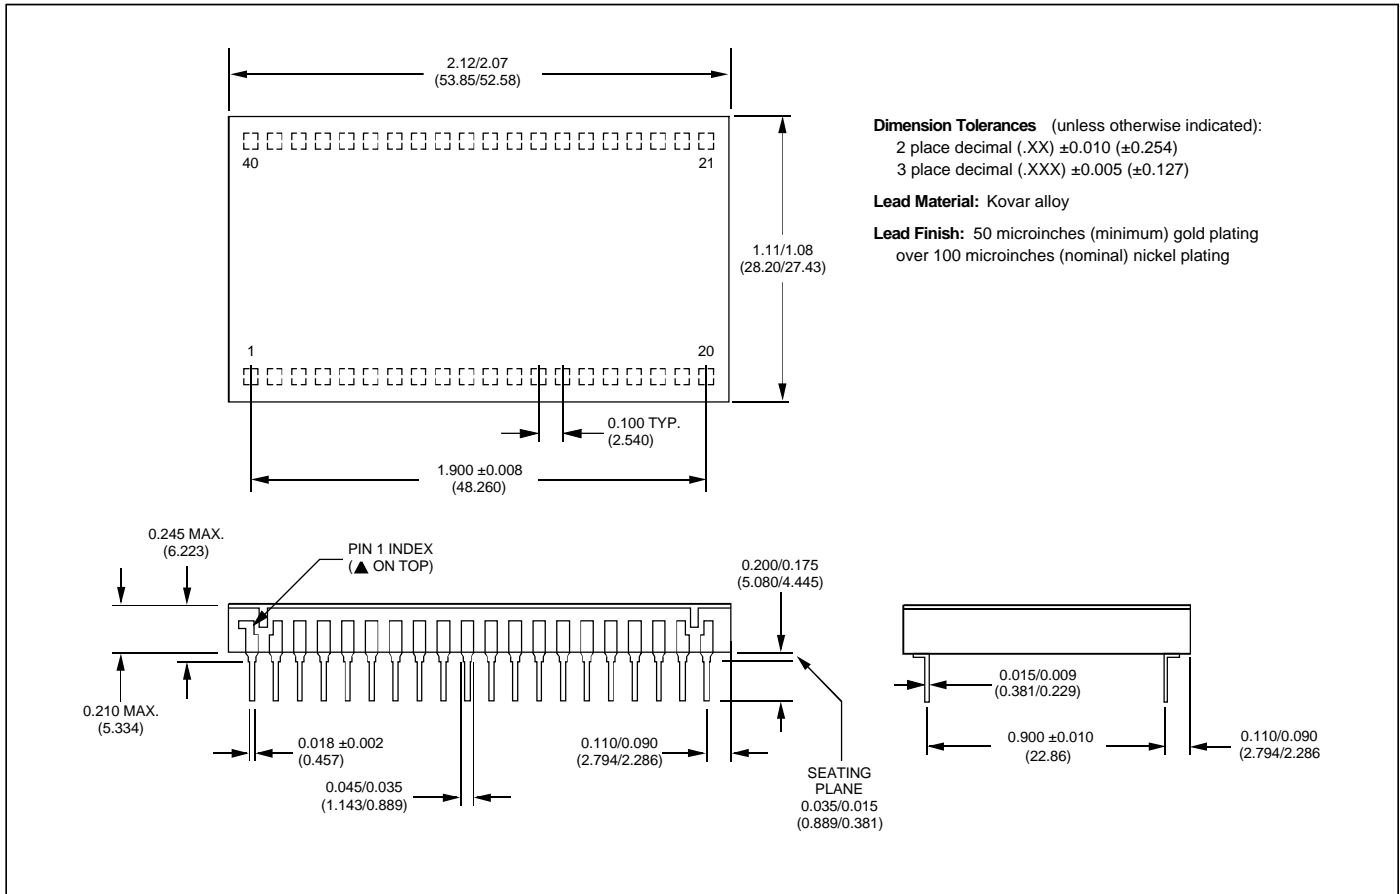 2.12/2.07
(53.85/52.58)
Dimension Tolerances (unless otherwise indicated):
2 place decimal (.XX) ±0.010 (±0.254)
3 place decimal (.XXX) ±0.005 (±0.127)
Lead Material: Kovar alloy
Lead Finish: 50 microinches (minimum) gold plating
over 100 microinches (nominal) nickel plating
40
21
1.11/1.08
(28.20/27.43)
1
20
0.100 TYP.
(2.540)
1.900 ±0.008
(48.260)
0.245 MAX.
(6.223)
PIN 1 INDEX
(▲ ON TOP)
0.200/0.175
(5.080/4.445)
0.210 MAX.
(5.334)
0.018 ±0.002
(0.457)
0.045/0.035
(1.143/0.889)
0.110/0.090
(2.794/2.286)
SEATING
PLANE
0.035/0.015
(0.889/0.381)
0.015/0.009
(0.381/0.229)
0.900 ±0.010
(22.86)
0.110/0.090
(2.794/2.286